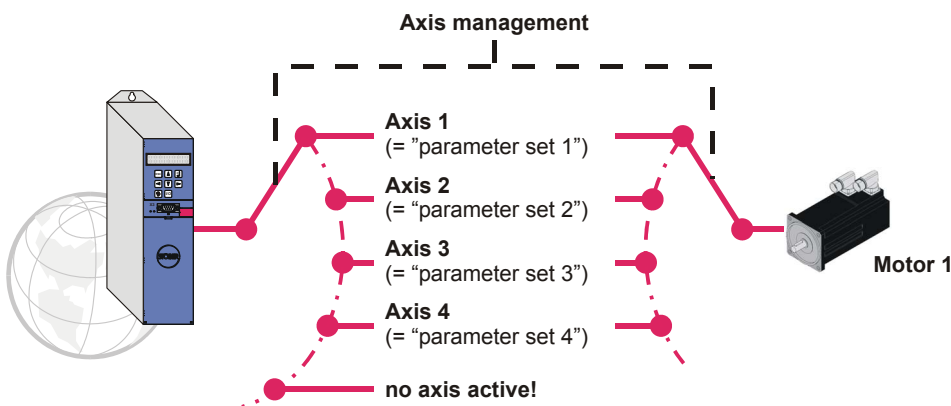 Axis management
Axis 1
(= ”parameter set 1”)
Axis 2
(= “parameter set 2”)
Axis 3
(= “parameter set 3”)
Axis 4
(= “parameter set 4”)
no axis active!
Motor 1